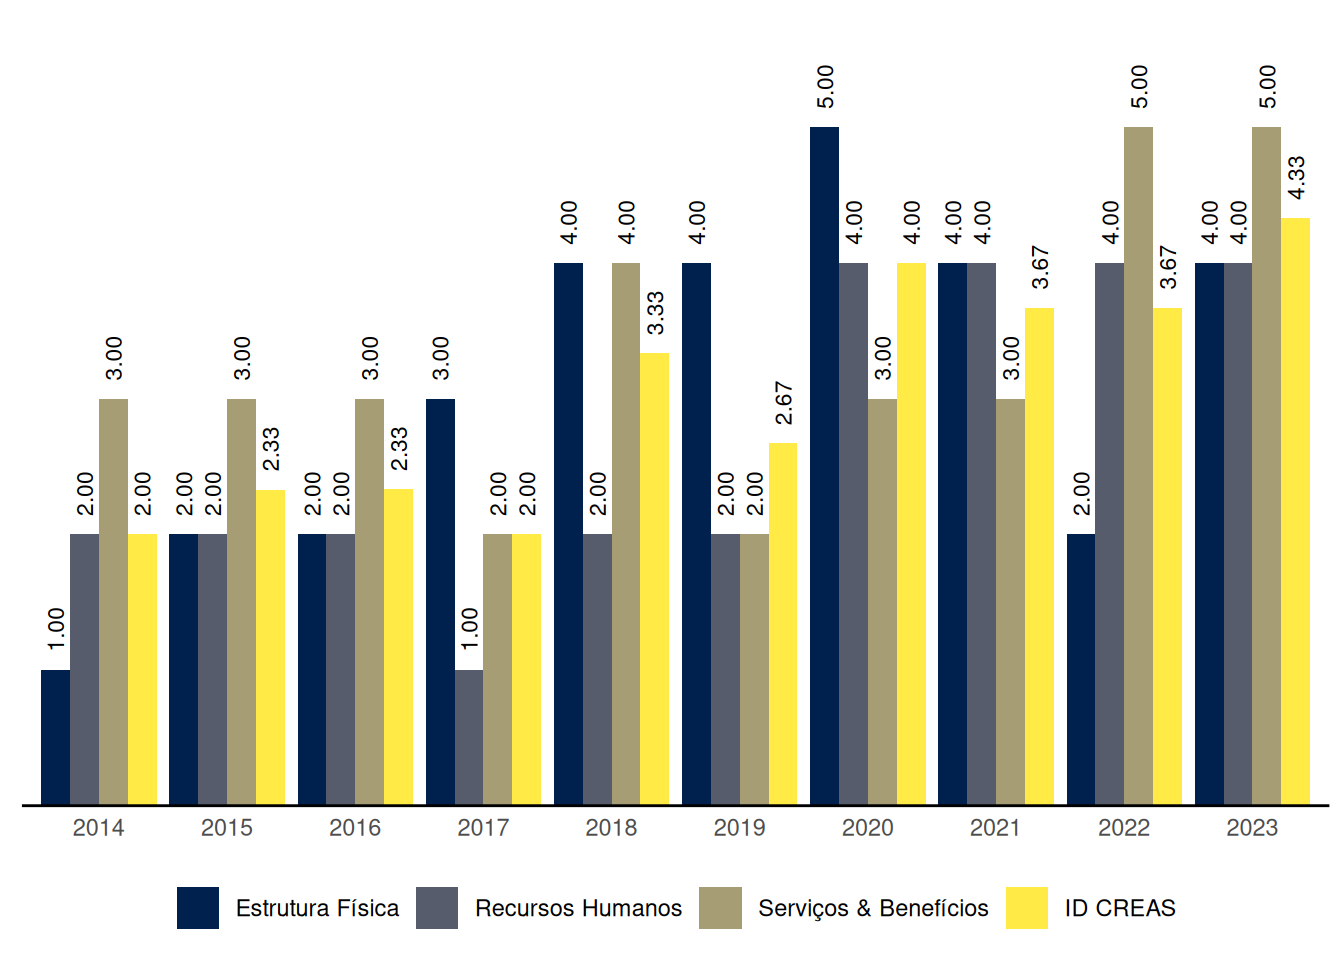 1.00 2.00 3.00 2.00
2.00 2.00 3.00 2.33
2.00 2.00 3.00 2.33
3.00 1.00 2.00 2.00
4.00 2.00 4.00 3.33
4.00 2.00 2.00 2.67
5.00 4.00 3.00 4.00
4.00 4.00 3.00 3.67
2.00 4.00 5.00 3.67
4.00 4.00 5.00 4.33
2014 2015 2016 2017 2018 2019 2020 2021 2022 2023
Estrutura Física Recursos Humanos Serviços & Benefícios ID CREAS